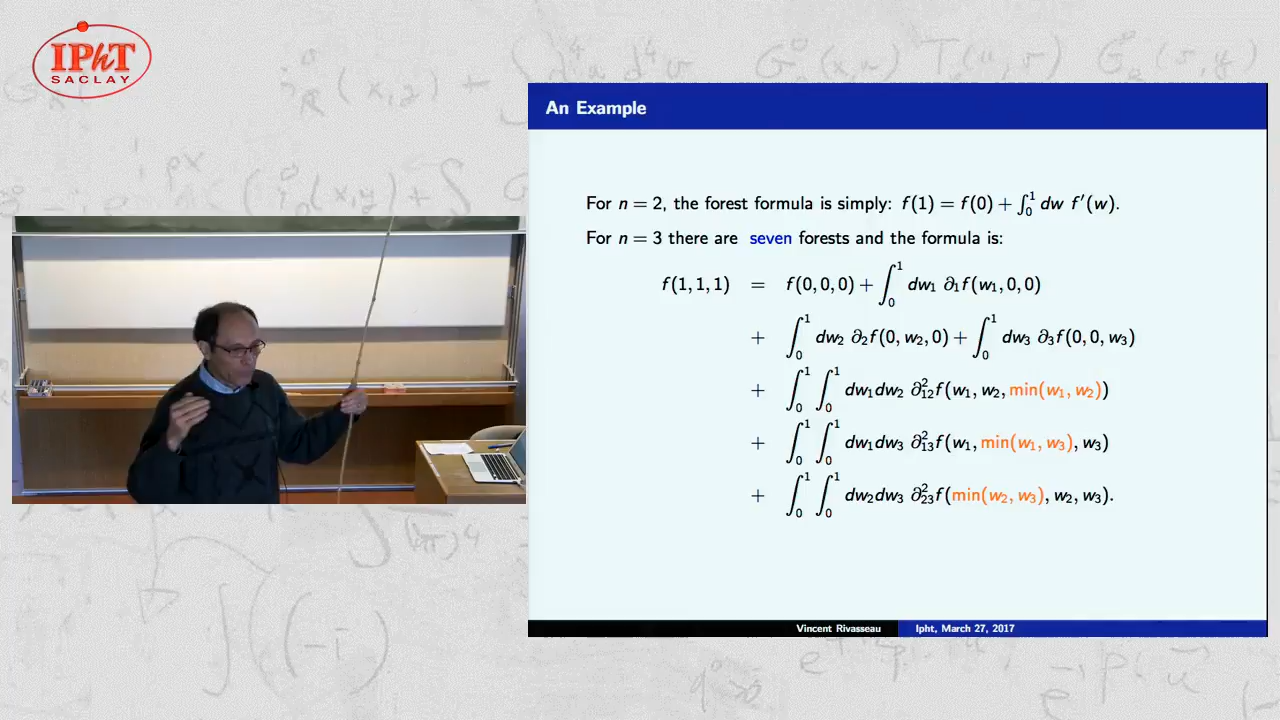 IPhT
SACLAY
An Example
For n = 2, the forest formula is simply: f(1) = f(0) + ∫₀¹ dw f′(w).
For n = 3 there are seven forests and the formula is:
f(1, 1, 1) = f(0, 0, 0) + ∫₀¹ dw₁ ∂₁f(w₁, 0, 0)
+ ∫₀¹ dw₂ ∂₂f(0, w₂, 0) + ∫₀¹ dw₃ ∂₃f(0, 0, w₃)
+ ∫₀¹ ∫₀¹ dw₁dw₂ ∂²₁₂f(w₁, w₂, min(w₁, w₂))
+ ∫₀¹ ∫₀¹ dw₁dw₃ ∂²₁₃f(w₁, min(w₁, w₃), w₃)
+ ∫₀¹ ∫₀¹ dw₂dw₃ ∂²₂₃f(min(w₂, w₃), w₂, w₃).
Vincent Rivasseau Ipht, March 27, 2017